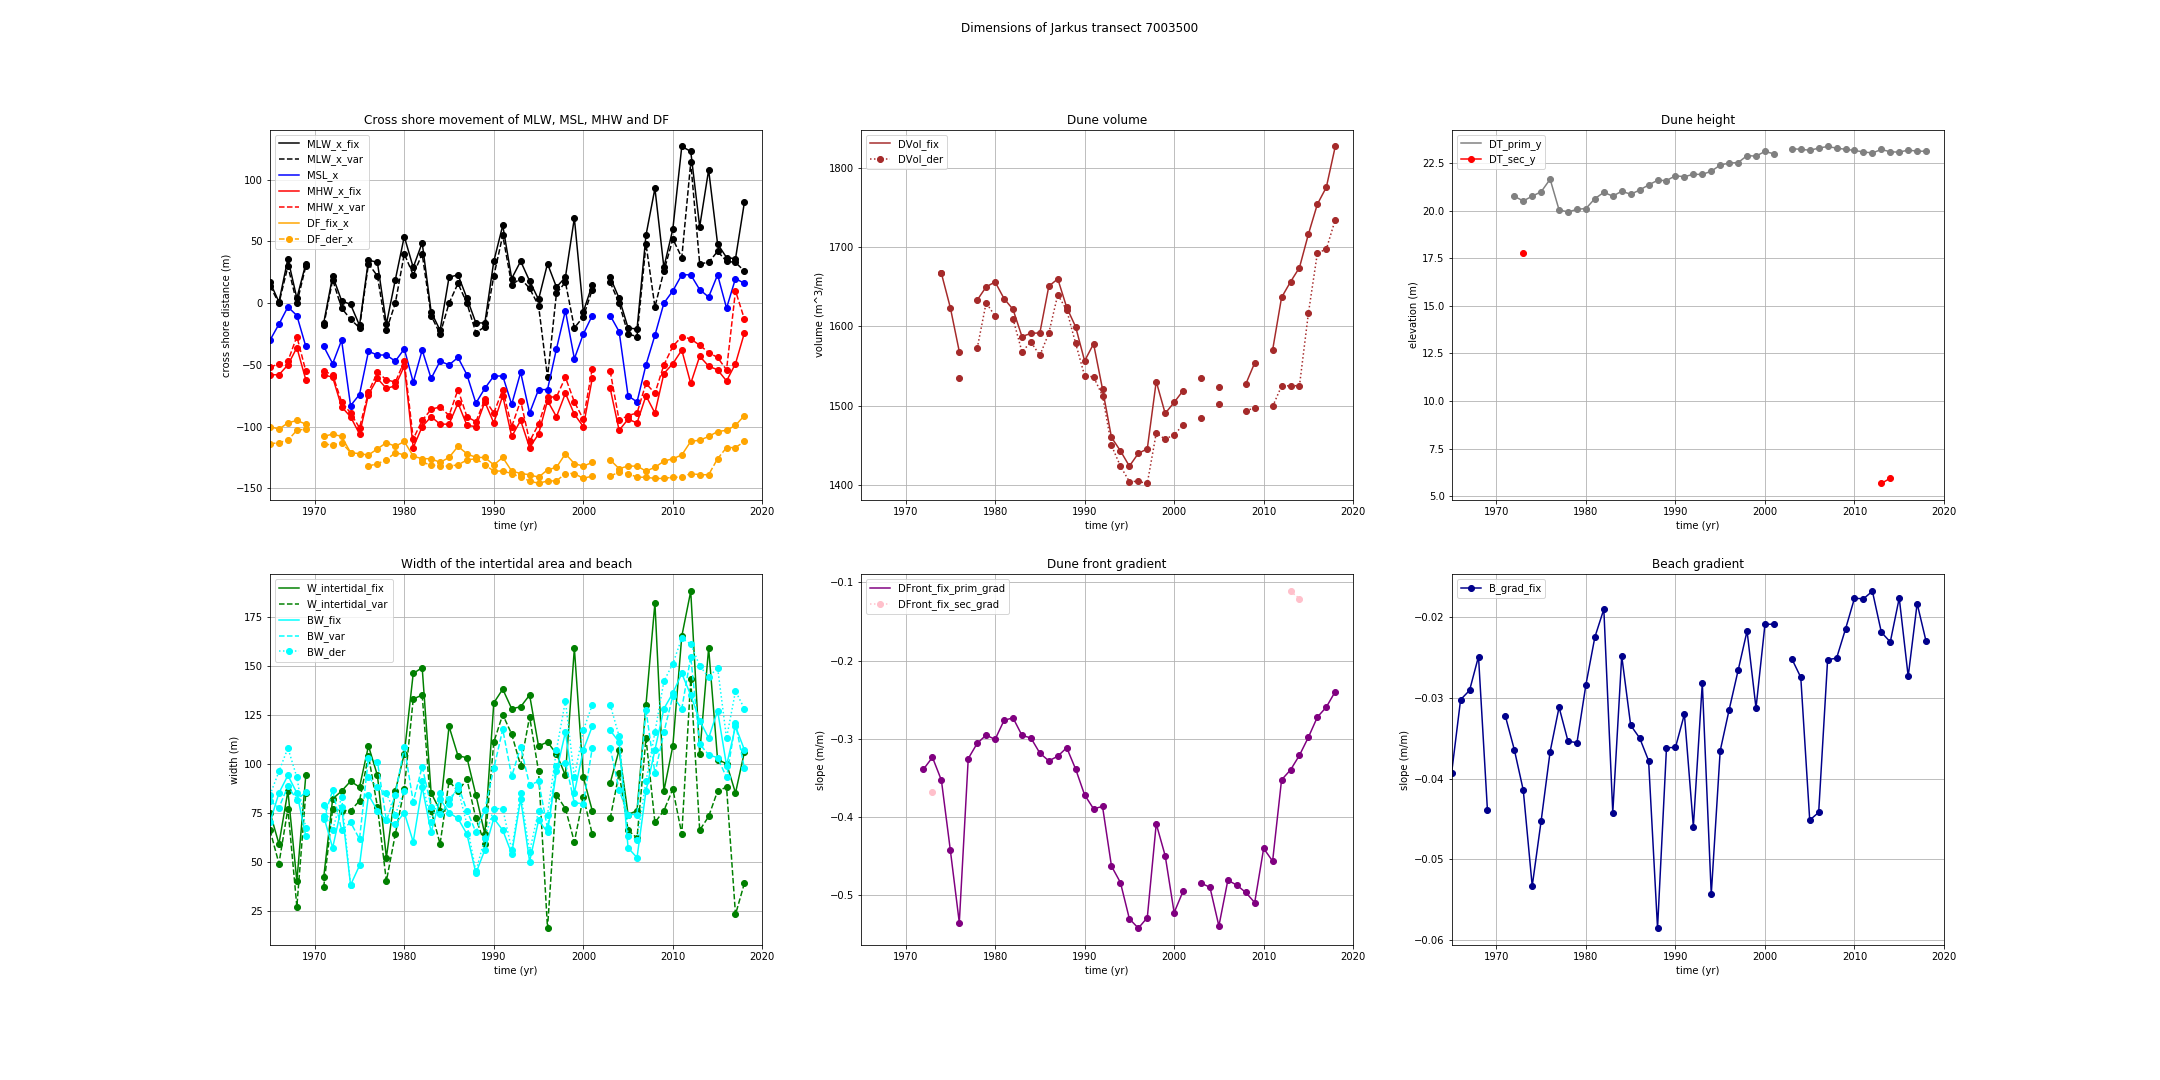 Dimensions of Jarkus transect 7003500
Cross shore movement of MLW, MSL, MHW and DF
MLW_x_fix
MLW_x_var
MSL_x
MHW_x_fix
MHW_x_var
DF_fix_x
DF_der_x
100
50
0
−50
−100
−150
cross shore distance (m)
1970 1980 1990 2000 2010 2020
time (yr)
Dune volume
DVol_fix
DVol_der
1800
1700
1600
1500
1400
volume (m^3/m)
1970 1980 1990 2000 2010 2020
time (yr)
Dune height
DT_prim_y
DT_sec_y
22.5
20.0
17.5
15.0
12.5
10.0
7.5
5.0
elevation (m)
1970 1980 1990 2000 2010 2020
time (yr)
Width of the intertidal area and beach
W_intertidal_fix
W_intertidal_var
BW_fix
BW_var
BW_der
175
150
125
100
75
50
25
width (m)
1970 1980 1990 2000 2010 2020
time (yr)
Dune front gradient
DFront_fix_prim_grad
DFront_fix_sec_grad
−0.1
−0.2
−0.3
−0.4
−0.5
slope (m/m)
1970 1980 1990 2000 2010 2020
time (yr)
Beach gradient
B_grad_fix
−0.02
−0.03
−0.04
−0.05
−0.06
slope (m/m)
1970 1980 1990 2000 2010 2020
time (yr)